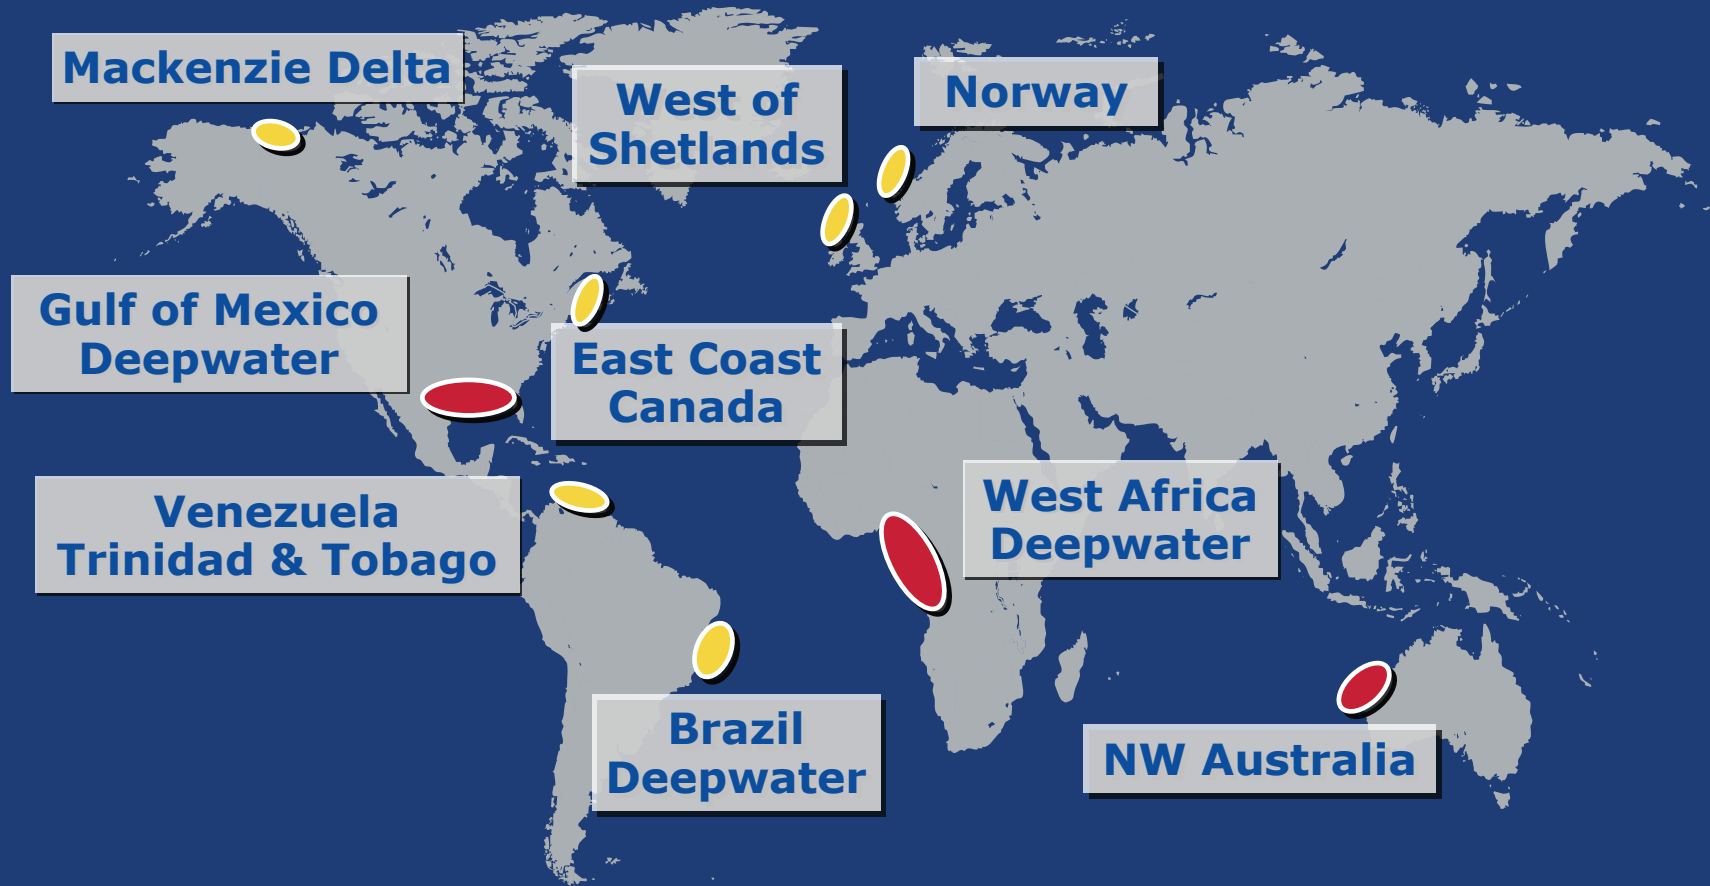 Mackenzie Delta
West of
Shetlands
Norway
Gulf of Mexico
Deepwater
East Coast
Canada
Venezuela
Trinidad & Tobago
West Africa
Deepwater
Brazil
Deepwater
NW Australia